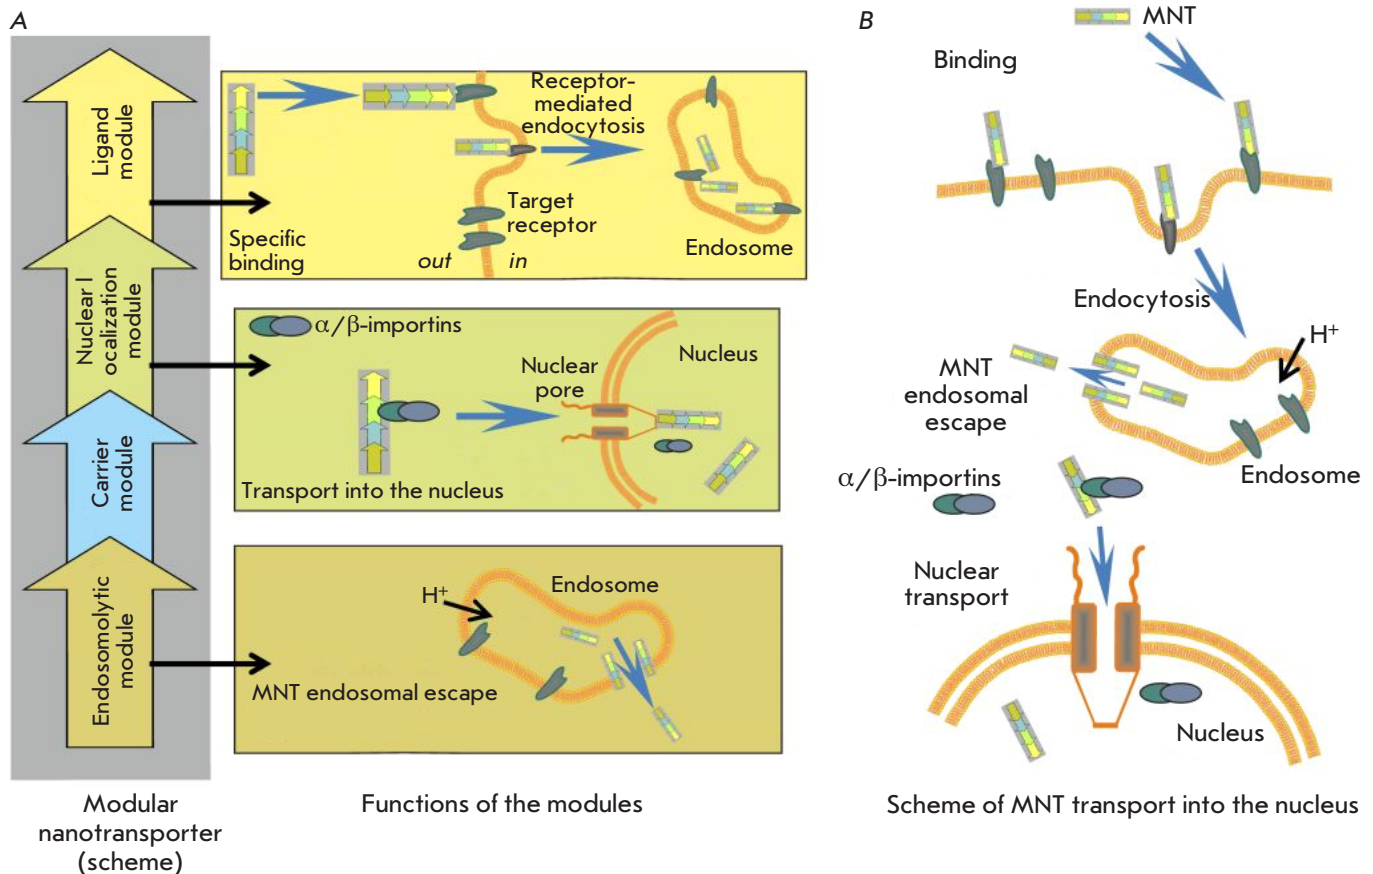 A
Ligand
module
Nuclear l
ocalization
module
Carrier
module
Endosomolytic
module
Modular
nanotransporter
(scheme)
Receptor-
mediated
endocytosis
Target
receptor
Specific
binding
out
in
Endosome
α/β-importins
Nuclear
pore
Nucleus
Transport into the nucleus
H+
Endosome
MNT endosomal escape
Functions of the modules
B
MNT
Binding
Endocytosis
H+
MNT
endosomal
escape
Endosome
α/β-importins
Nuclear
transport
Nucleus
Scheme of MNT transport into the nucleus